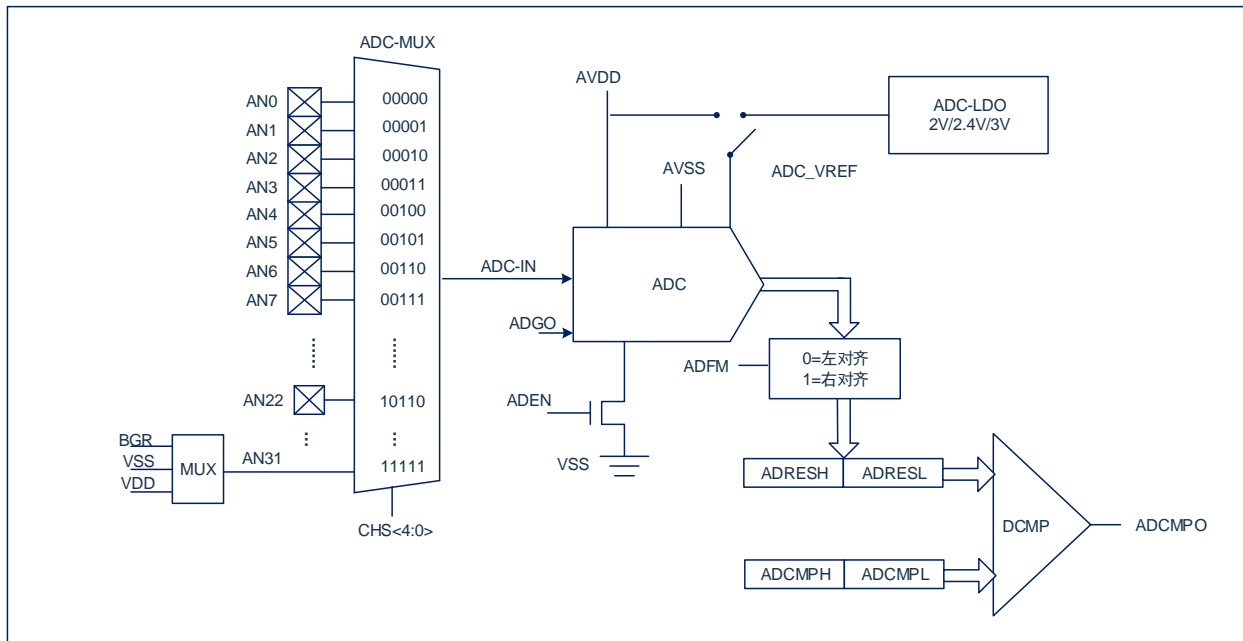 ADC-MUX
AVDD
ADC-LDO
2V/2.4V/3V
AN0
00000
AN1
00001
AN2
00010
AN3
00011
AVSS
ADC_VREF
AN4
00100
AN5
00101
AN6
00110
ADC-IN
ADC
AN7
00111
ADGO
......
......
ADFM
0=左对齐
1=右对齐
AN22
10110
ADEN
...
...
BGR
VSS
VDD
MUX
AN31
11111
VSS
ADRESH
ADRESL
CHS<4:0>
DCMP
ADCMPO
ADCMPH
ADCMPL